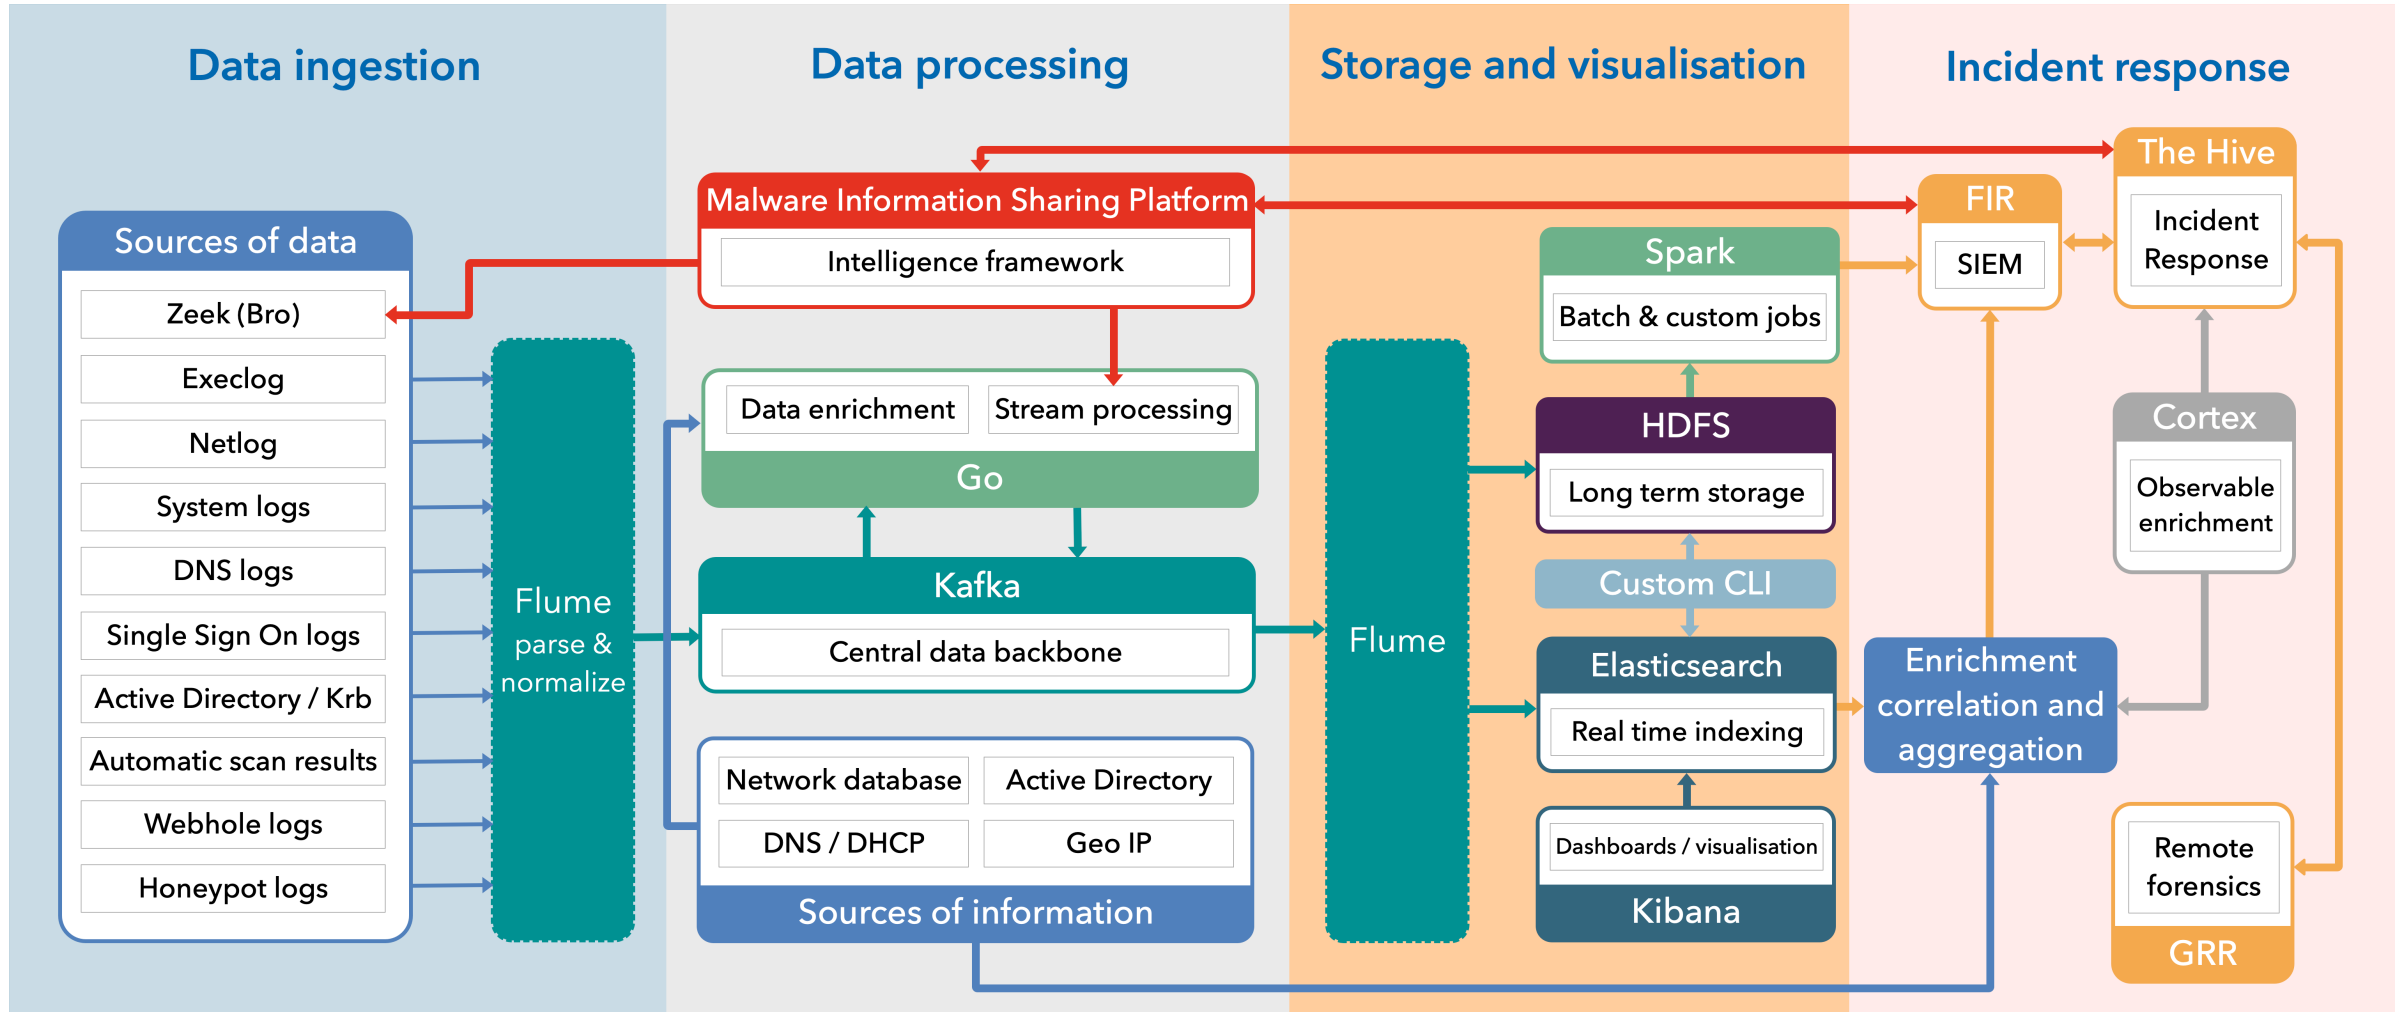 Data ingestion
Data processing
Storage and visualisation
Incident response
Sources of data
Zeek (Bro)
Execlog
Netlog
System logs
DNS logs
Single Sign On logs
Active Directory / Krb
Automatic scan results
Webhole logs
Honeypot logs
Flume
parse &
normalize
Malware Information Sharing Platform
Intelligence framework
Data enrichment
Stream processing
Go
Kafka
Central data backbone
Network database
Active Directory
DNS / DHCP
Geo IP
Sources of information
Flume
Spark
Batch & custom jobs
HDFS
Long term storage
Custom CLI
Elasticsearch
Real time indexing
Dashboards / visualisation
Kibana
FIR
SIEM
The Hive
Incident
Response
Cortex
Observable
enrichment
Enrichment
correlation and
aggregation
Remote
forensics
GRR